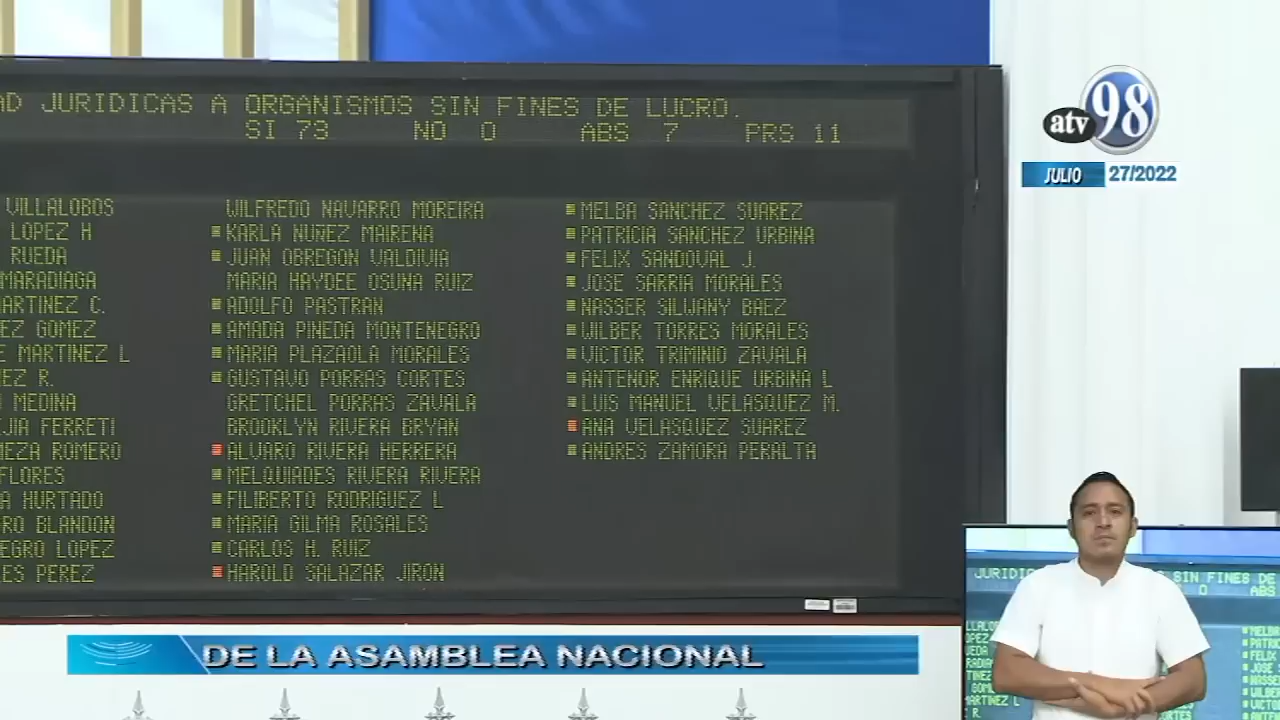 AD JURIDICAS A ORGANISMOS SIN FINES DE LUCRO.
SI 73 NO 0 ABS 7 PRS 11
VILLALOBOS
LOPEZ H
RUEDA
MARADIAGA
ARTINEZ C.
EZ GOMEZ
E MARTINEZ L
EZ R.
MEDINA
JIA FERRETI
MEZA ROMERO
FLORES
A HURTADO
RO BLANDON
EGRO LOPEZ
ES PEREZ
WILFREDO NAVARRO MOREIRA
KARLA NUÑEZ MAIRENA
JUAN OBREGON VALDIVIA
MARIA HAYDEE OSUNA RUIZ
ADOLFO PASTRAN
AMADA PINEDA MONTENEGRO
MARIA PLAZAOLA MORALES
GUSTAVO PORRAS CORTES
GRETCHEL PORRAS ZAVALA
BROOKLYN RIVERA BRYAN
ALVARO RIVERA HERRERA
MELQUIADES RIVERA RIVERA
FILIBERTO RODRIGUEZ L
MARIA GILMA ROSALES
CARLOS H. RUIZ
HAROLD SALAZAR JIRON
MELBA SANCHEZ SUAREZ
PATRICIA SANCHEZ URBINA
FELIX SANDOVAL J.
JOSE SARRIA MORALES
NASSER SILWANY BAEZ
WILBER TORRES MORALES
VICTOR TRIMINIO ZAVALA
ANTENOR ENRIQUE URBINA L
LUIS MANUEL VELASQUEZ M.
ANA VELASQUEZ SUAREZ
ANDRES ZAMORA PERALTA
atv 98
JULIO 27/2022
DE LA ASAMBLEA NACIONAL
JURIDI
SIN FINES DE
0 ABS